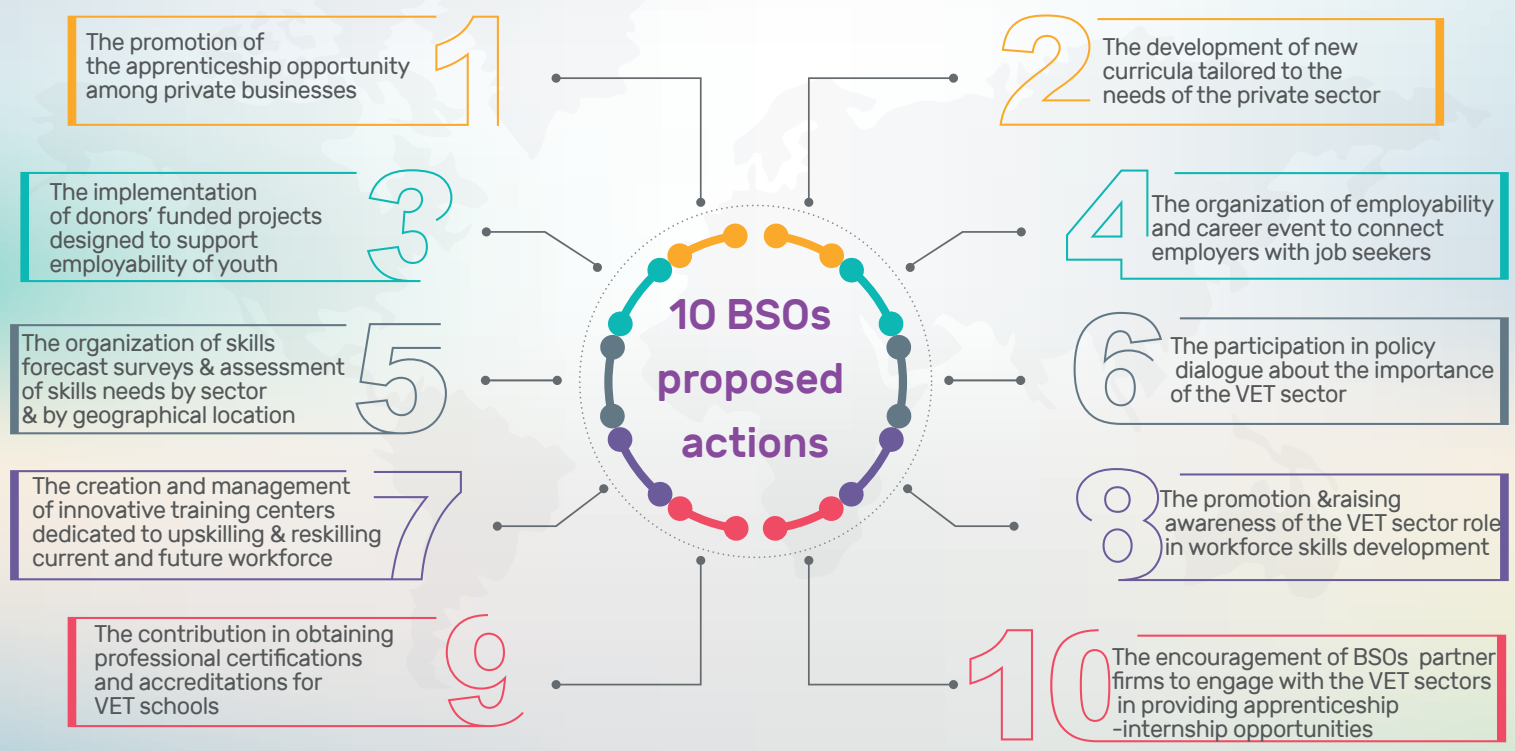 10 BSOs
proposed
actions
1
The promotion of
the apprenticeship opportunity
among private businesses
2
The development of new
curricula tailored to the
needs of the private sector
3
The implementation
of donors' funded projects
designed to support
employability of youth
4
The organization of employability
and career event to connect
employers with job seekers
5
The organization of skills
forecast surveys & assessment
of skills needs by sector
& by geographical location
6
The participation in policy
dialogue about the importance
of the VET sector
7
The creation and management
of innovative training centers
dedicated to upskilling & reskilling
current and future workforce
8
The promotion &raising
awareness of the VET sector role
in workforce skills development
9
The contribution in obtaining
professional certifications
and accreditations for
VET schools
10
The encouragement of BSOs partner
firms to engage with the VET sectors
in providing apprenticeship
-internship opportunities